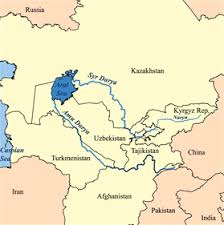 Russia
Kazakhstan
Aral
Sea
Syr Darya
Kyrgyz Rep.
Naryn
Uzbekistan
Caspian
Sea
Amu Darya
Tajikistan
Turkmenistan
China
Iran
Afghanistan
Pakistan
India